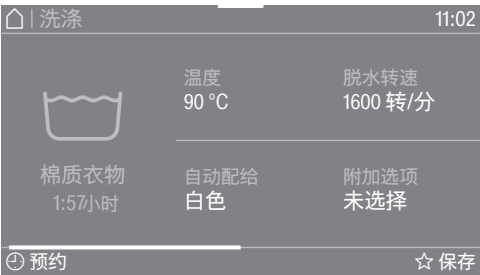 洗涤 11:02
温度
90 °C
脱水转速
1600 转/分
棉质衣物
1:57小时
自动配给
白色
附加选项
未选择
预约
保存